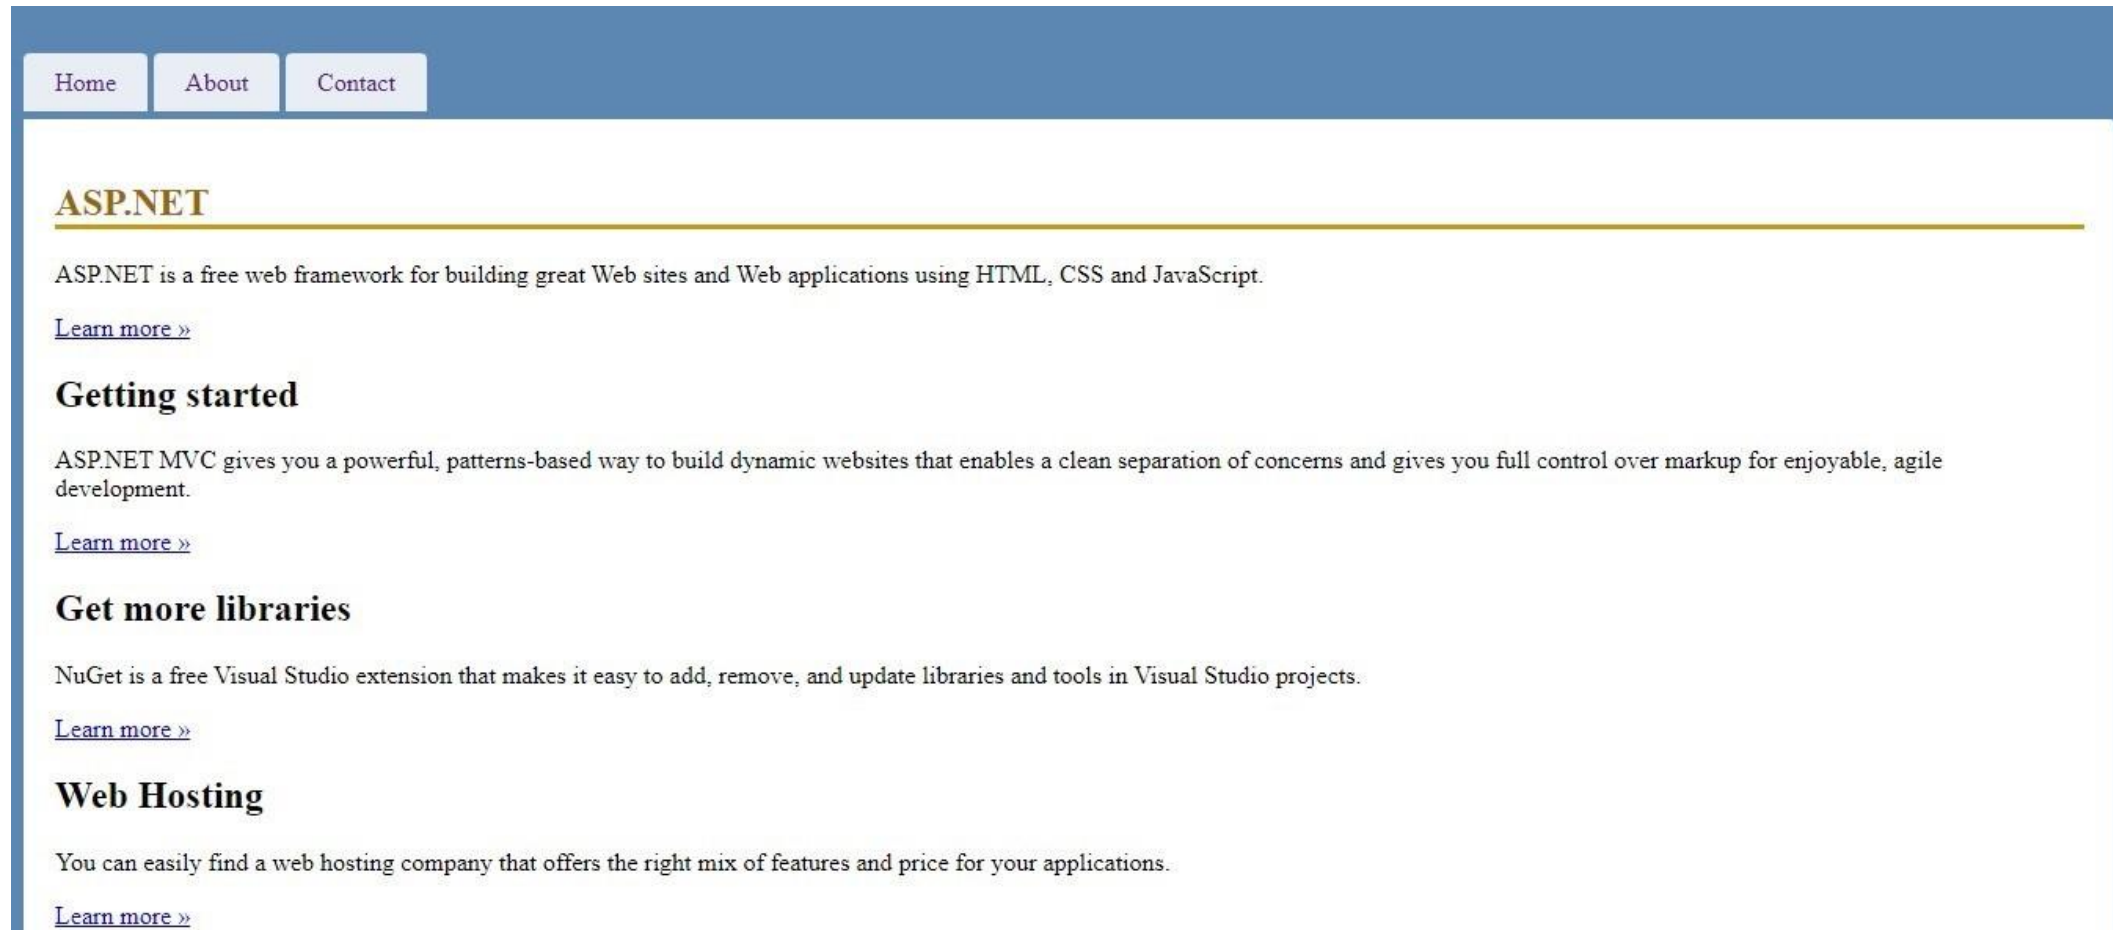 Home About Contact
ASP.NET
ASP.NET is a free web framework for building great Web sites and Web applications using HTML, CSS and JavaScript.
Learn more »
Getting started
ASP.NET MVC gives you a powerful, patterns-based way to build dynamic websites that enables a clean separation of concerns and gives you full control over markup for enjoyable, agile
development.
Learn more »
Get more libraries
NuGet is a free Visual Studio extension that makes it easy to add, remove, and update libraries and tools in Visual Studio projects.
Learn more »
Web Hosting
You can easily find a web hosting company that offers the right mix of features and price for your applications.
Learn more »